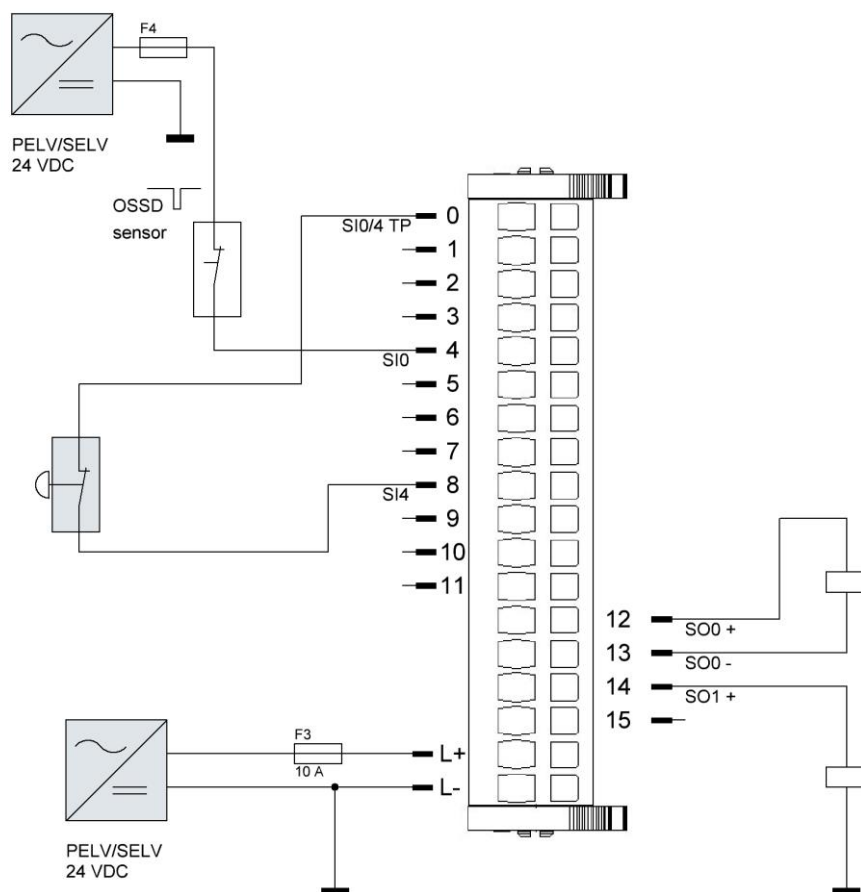 F4
PELV/SELV
24 VDC
OSSD
sensor
SI0/4 TP
0
1
2
3
SI0
4
5
6
7
SI4
8
9
10
11
12
SO0 +
13
SO0 -
14
SO1 +
15
F3
10 A
L+
L-
PELV/SELV
24 VDC